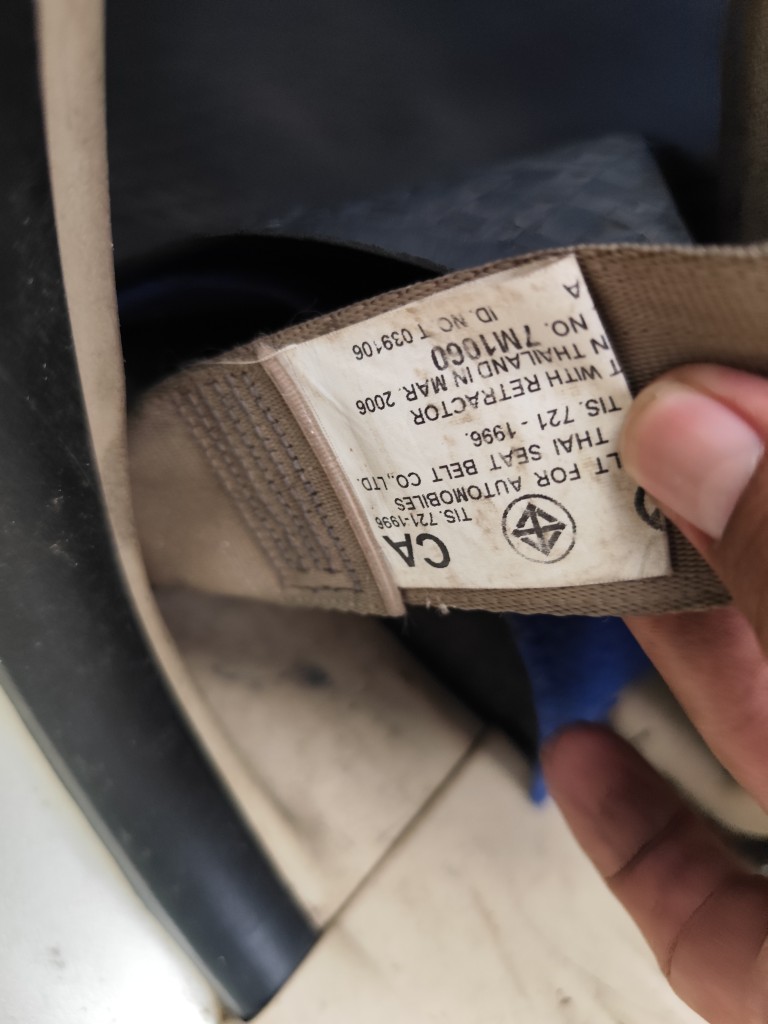 CA
TIS. 721-1996
LT FOR AUTOMOBILES
THAI SEAT BELT CO.,LTD.
TIS. 721 - 1996.
T WITH RETRACTOR
N THAILAND IN MAR. 2006
NO. 7M1060
ID. NO. T 039106
A